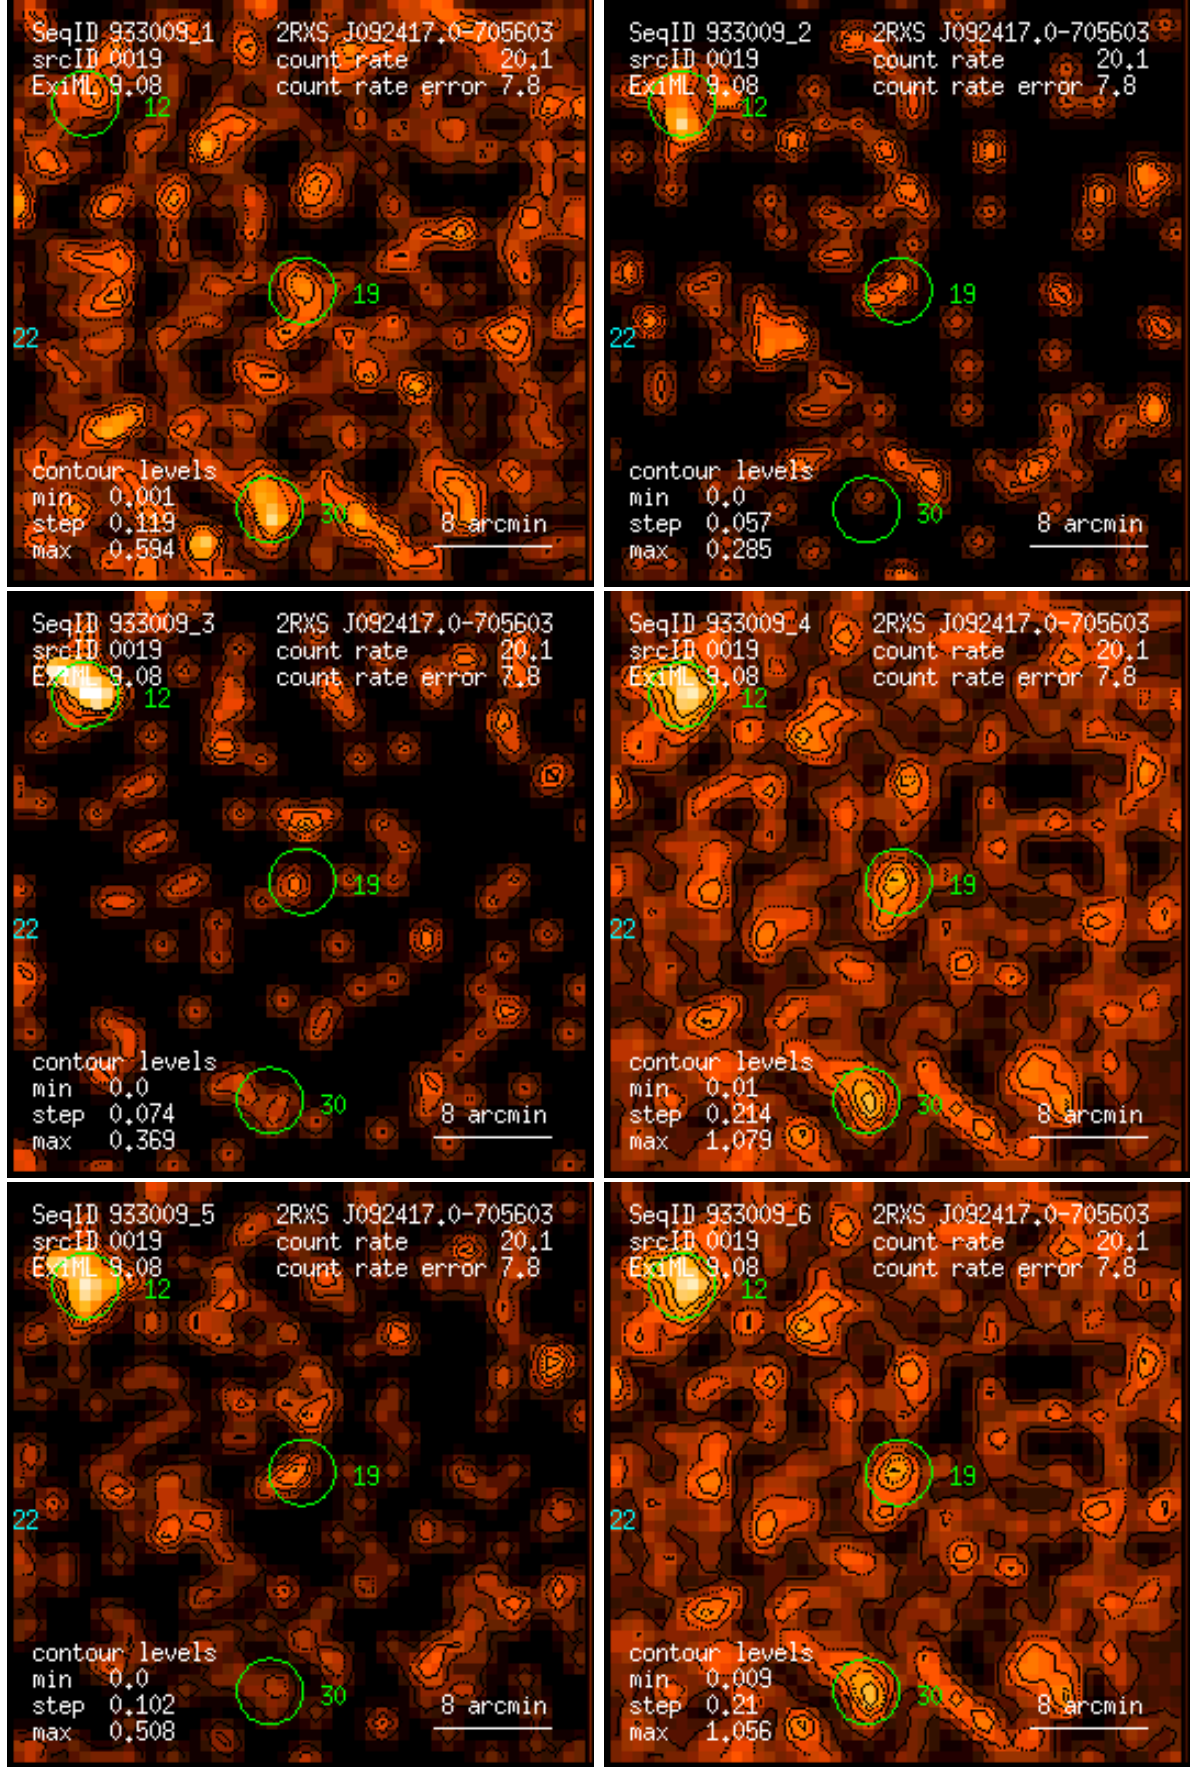 SeqID 933009_1 2RXS J092417.0-705603
srcID 0019 count rate 20.1
ExiML 9.08 count rate error 7.8
12
19
22
contour levels
min 0.001
step 0.119
max 0.594
30
8 arcmin
SeqID 933009_2 2RXS J092417.0-705603
srcID 0019 count rate 20.1
ExiML 9.08 count rate error 7.8
12
19
22
contour levels
min 0.0
step 0.057
max 0.285
30
8 arcmin
SeqID 933009_3 2RXS J092417.0-705603
srcID 0019 count rate 20.1
ExiML 9.08 count rate error 7.8
12
19
22
contour levels
min 0.0
step 0.074
max 0.369
30
8 arcmin
SeqID 933009_4 2RXS J092417.0-705603
srcID 0019 count rate 20.1
ExiML 9.08 count rate error 7.8
12
19
22
contour levels
min 0.01
step 0.214
max 1.079
30
8 arcmin
SeqID 933009_5 2RXS J092417.0-705603
srcID 0019 count rate 20.1
ExiML 9.08 count rate error 7.8
12
19
22
contour levels
min 0.0
step 0.102
max 0.508
30
8 arcmin
SeqID 933009_6 2RXS J092417.0-705603
srcID 0019 count rate 20.1
ExiML 9.08 count rate error 7.8
12
19
22
contour levels
min 0.009
step 0.21
max 1.056
30
8 arcmin